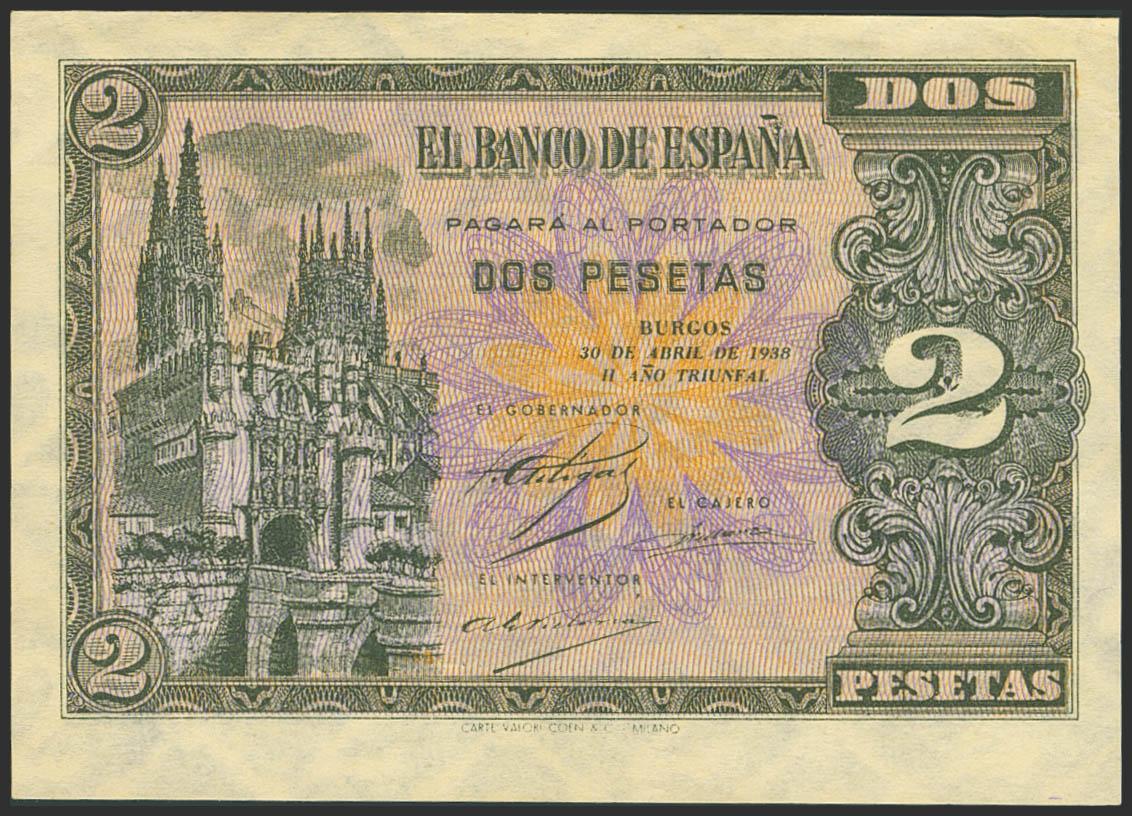 2
DOS
EL BANCO DE ESPAÑA
PAGARÁ AL PORTADOR
DOS PESETAS
BURGOS
30 DE ABRIL DE 1938
II AÑO TRIUNFAL
EL GOBERNADOR
2
EL CAJERO
EL INTERVENTOR
2
PESETAS
CARTE VALORI COEN & C. - MILANO